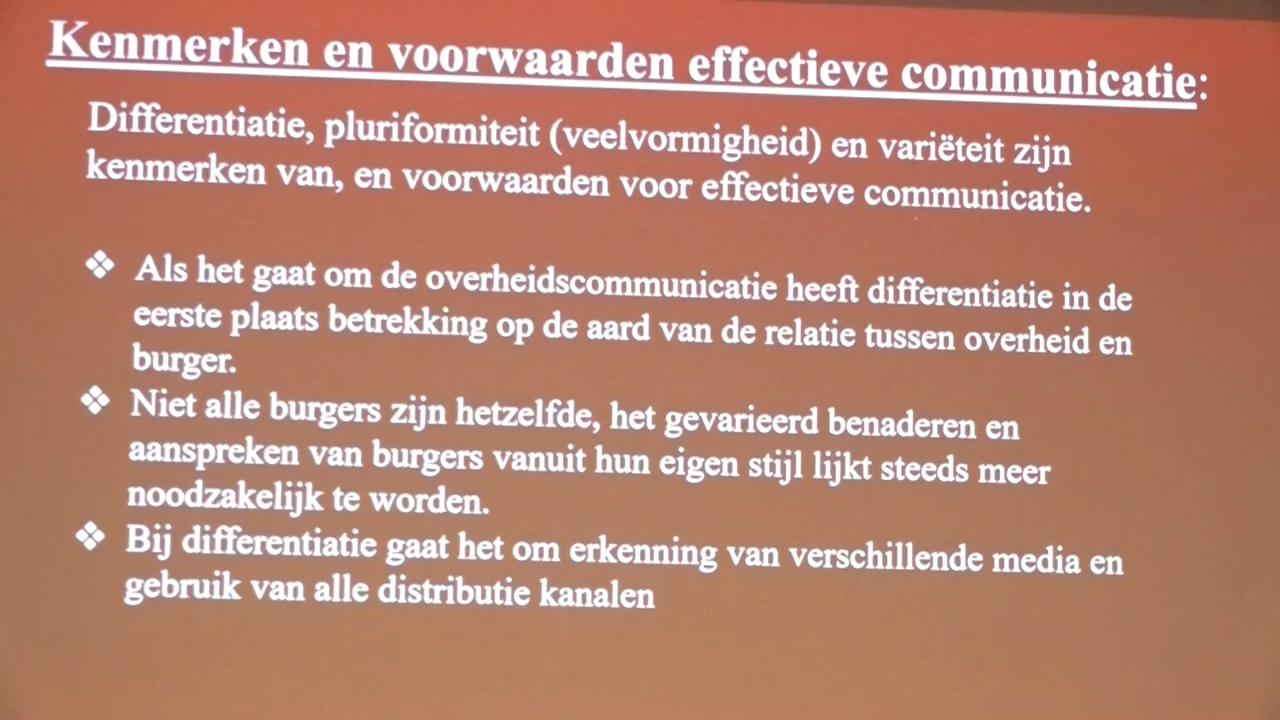 Kenmerken en voorwaarden effectieve communicatie:
Differentiatie, pluriformiteit (veelvormigheid) en variëteit zijn
kenmerken van, en voorwaarden voor effectieve communicatie.
❖ Als het gaat om de overheidscommunicatie heeft differentiatie in de
eerste plaats betrekking op de aard van de relatie tussen overheid en
burger.
❖ Niet alle burgers zijn hetzelfde, het gevarieerd benaderen en
aanspreken van burgers vanuit hun eigen stijl lijkt steeds meer
noodzakelijk te worden.
❖ Bij differentiatie gaat het om erkenning van verschillende media en
gebruik van alle distributie kanalen